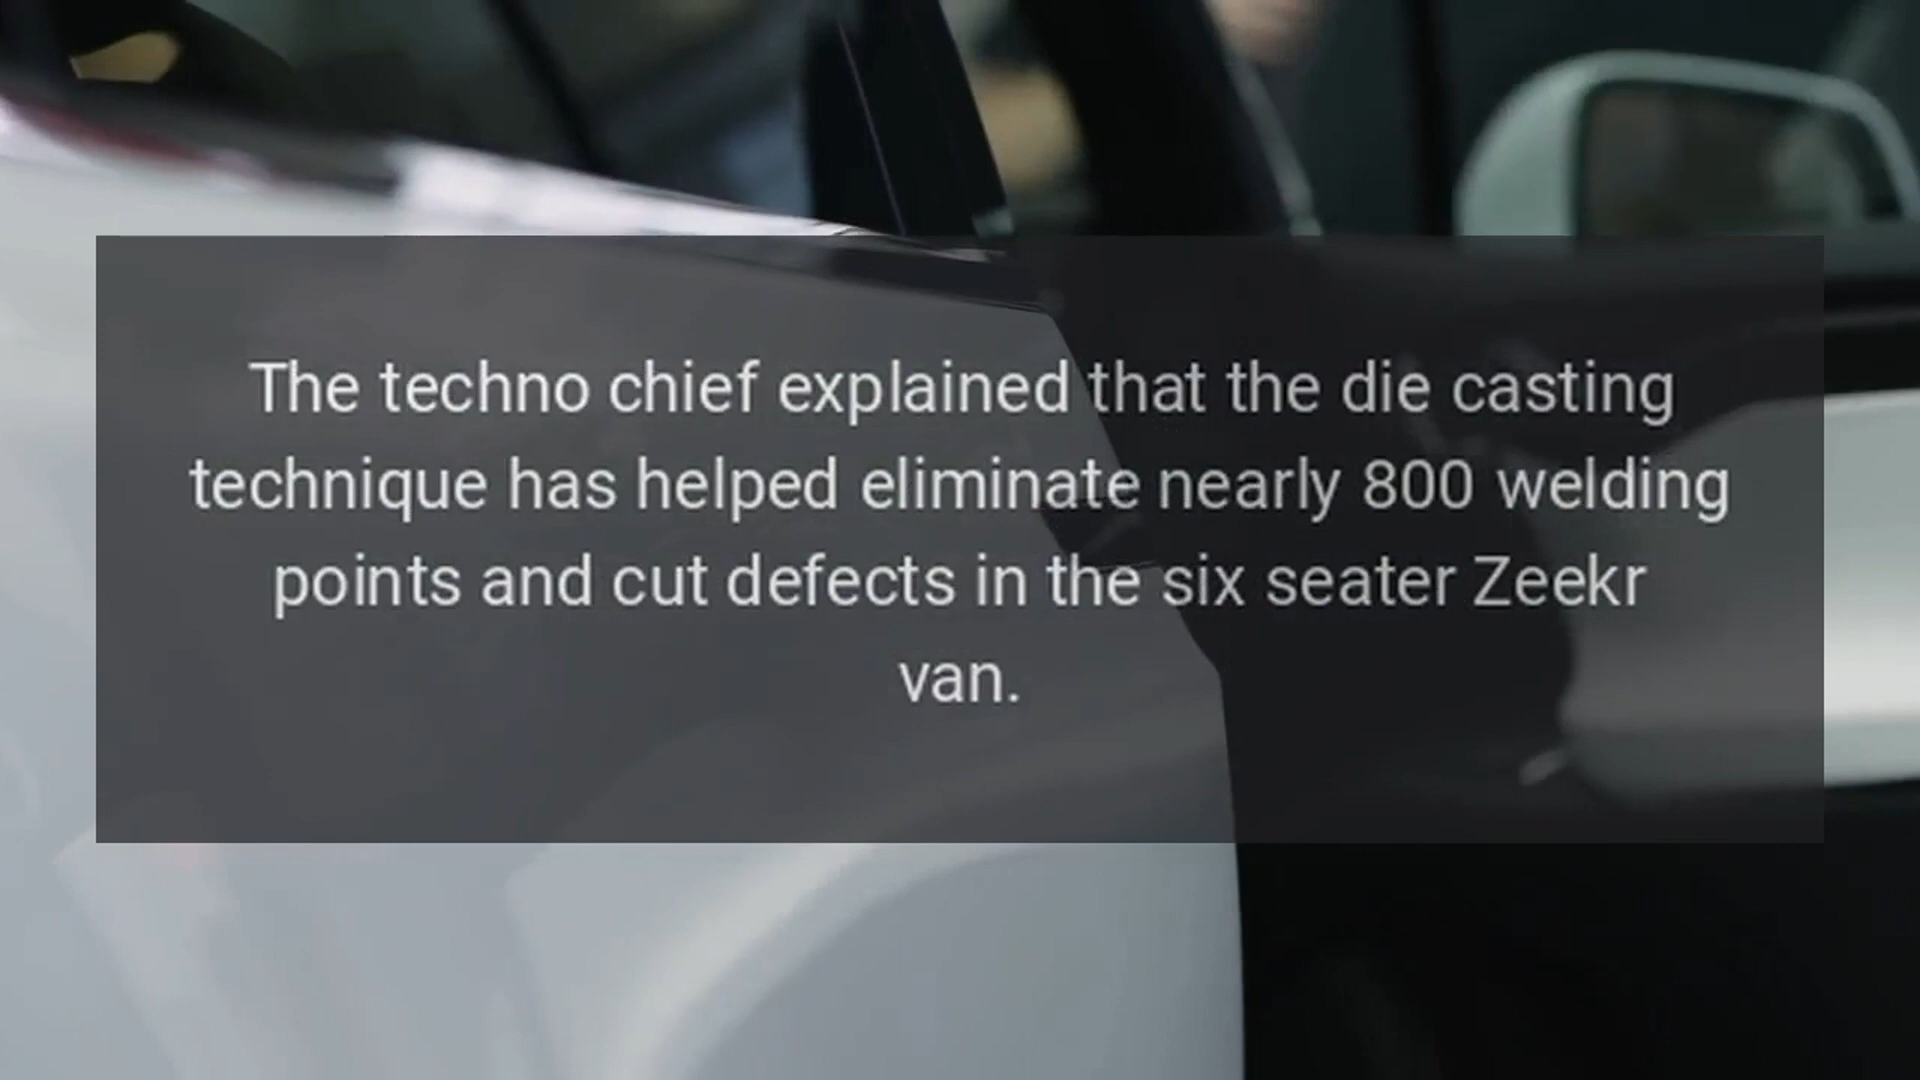 The techno chief explained that the die casting
technique has helped eliminate nearly 800 welding
points and cut defects in the six seater Zeekr
van.